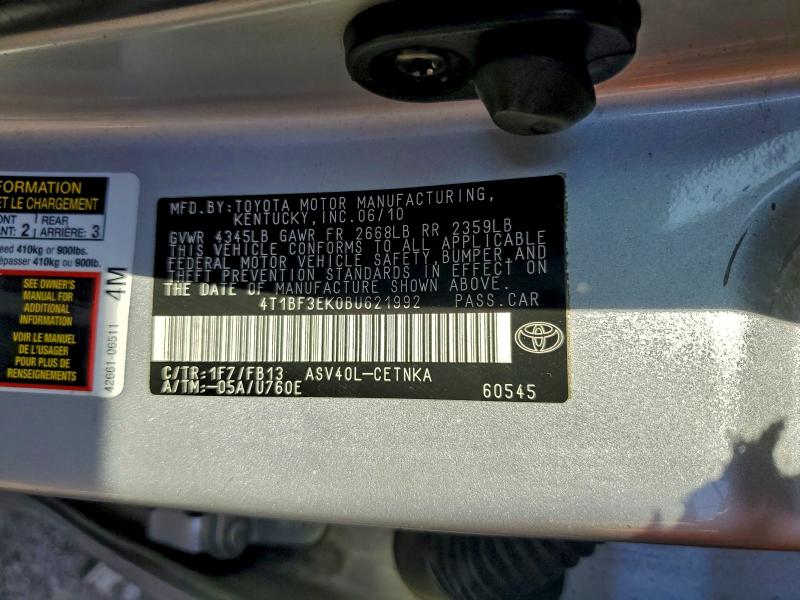 FORMATION
ET LE CHARGEMENT
ONT
ANT: 2
REAR
ARRIÈRE: 3
eed 410kg or 900lbs.
épasser 410kg ou 900lb.
SEE OWNER'S
MANUAL FOR
ADDITIONAL
INFORMATION
VOIR LE MANUEL
DE L'USAGER
POUR PLUS DE
RENSEIGNEMENTS
4M
42661-06511
MFD.BY:TOYOTA MOTOR MANUFACTURING,
KENTUCKY, INC.06/10
GVWR 4345LB GAWR FR 2668LB RR 2359LB
THIS VEHICLE CONFORMS TO ALL APPLICABLE
FEDERAL MOTOR VEHICLE SAFETY,BUMPER,AND
THEFT PREVENTION STANDARDS IN EFFECT ON
THE DATE OF MANUFACTURE SHOWN ABOVE.
4T1BF3EK0BU621992 PASS.CAR
C/TR:1F7/FB13 ASV40L-CETNKA
A/TM:-05A/U760E 60545